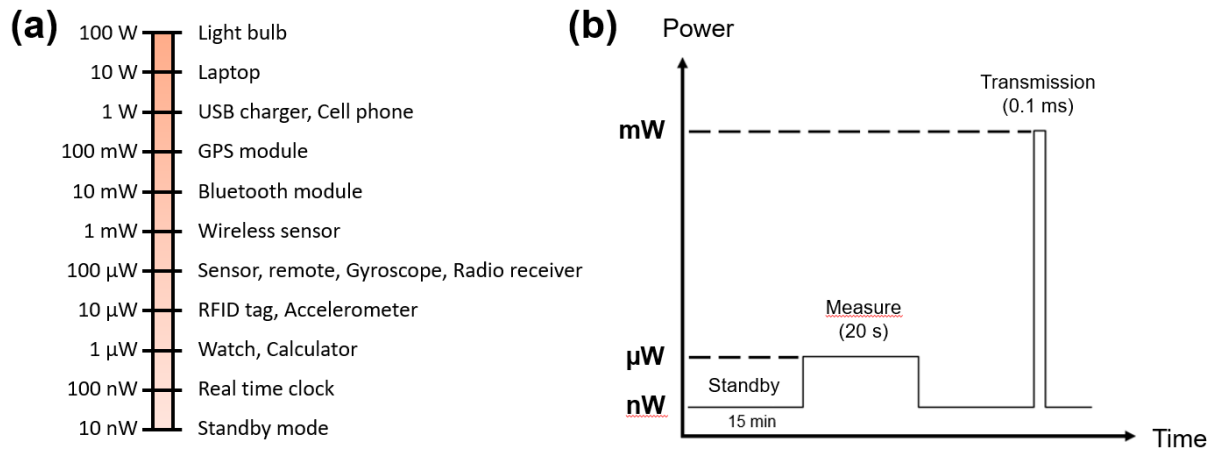 (a)
100 W Light bulb
10 W Laptop
1 W USB charger, Cell phone
100 mW GPS module
10 mW Bluetooth module
1 mW Wireless sensor
100 µW Sensor, remote, Gyroscope, Radio receiver
10 µW RFID tag, Accelerometer
1 µW Watch, Calculator
100 nW Real time clock
10 nW Standby mode
(b)
Power
Transmission
(0.1 ms)
mW
Measure
(20 s)
µW
Standby
nW
15 min
Time